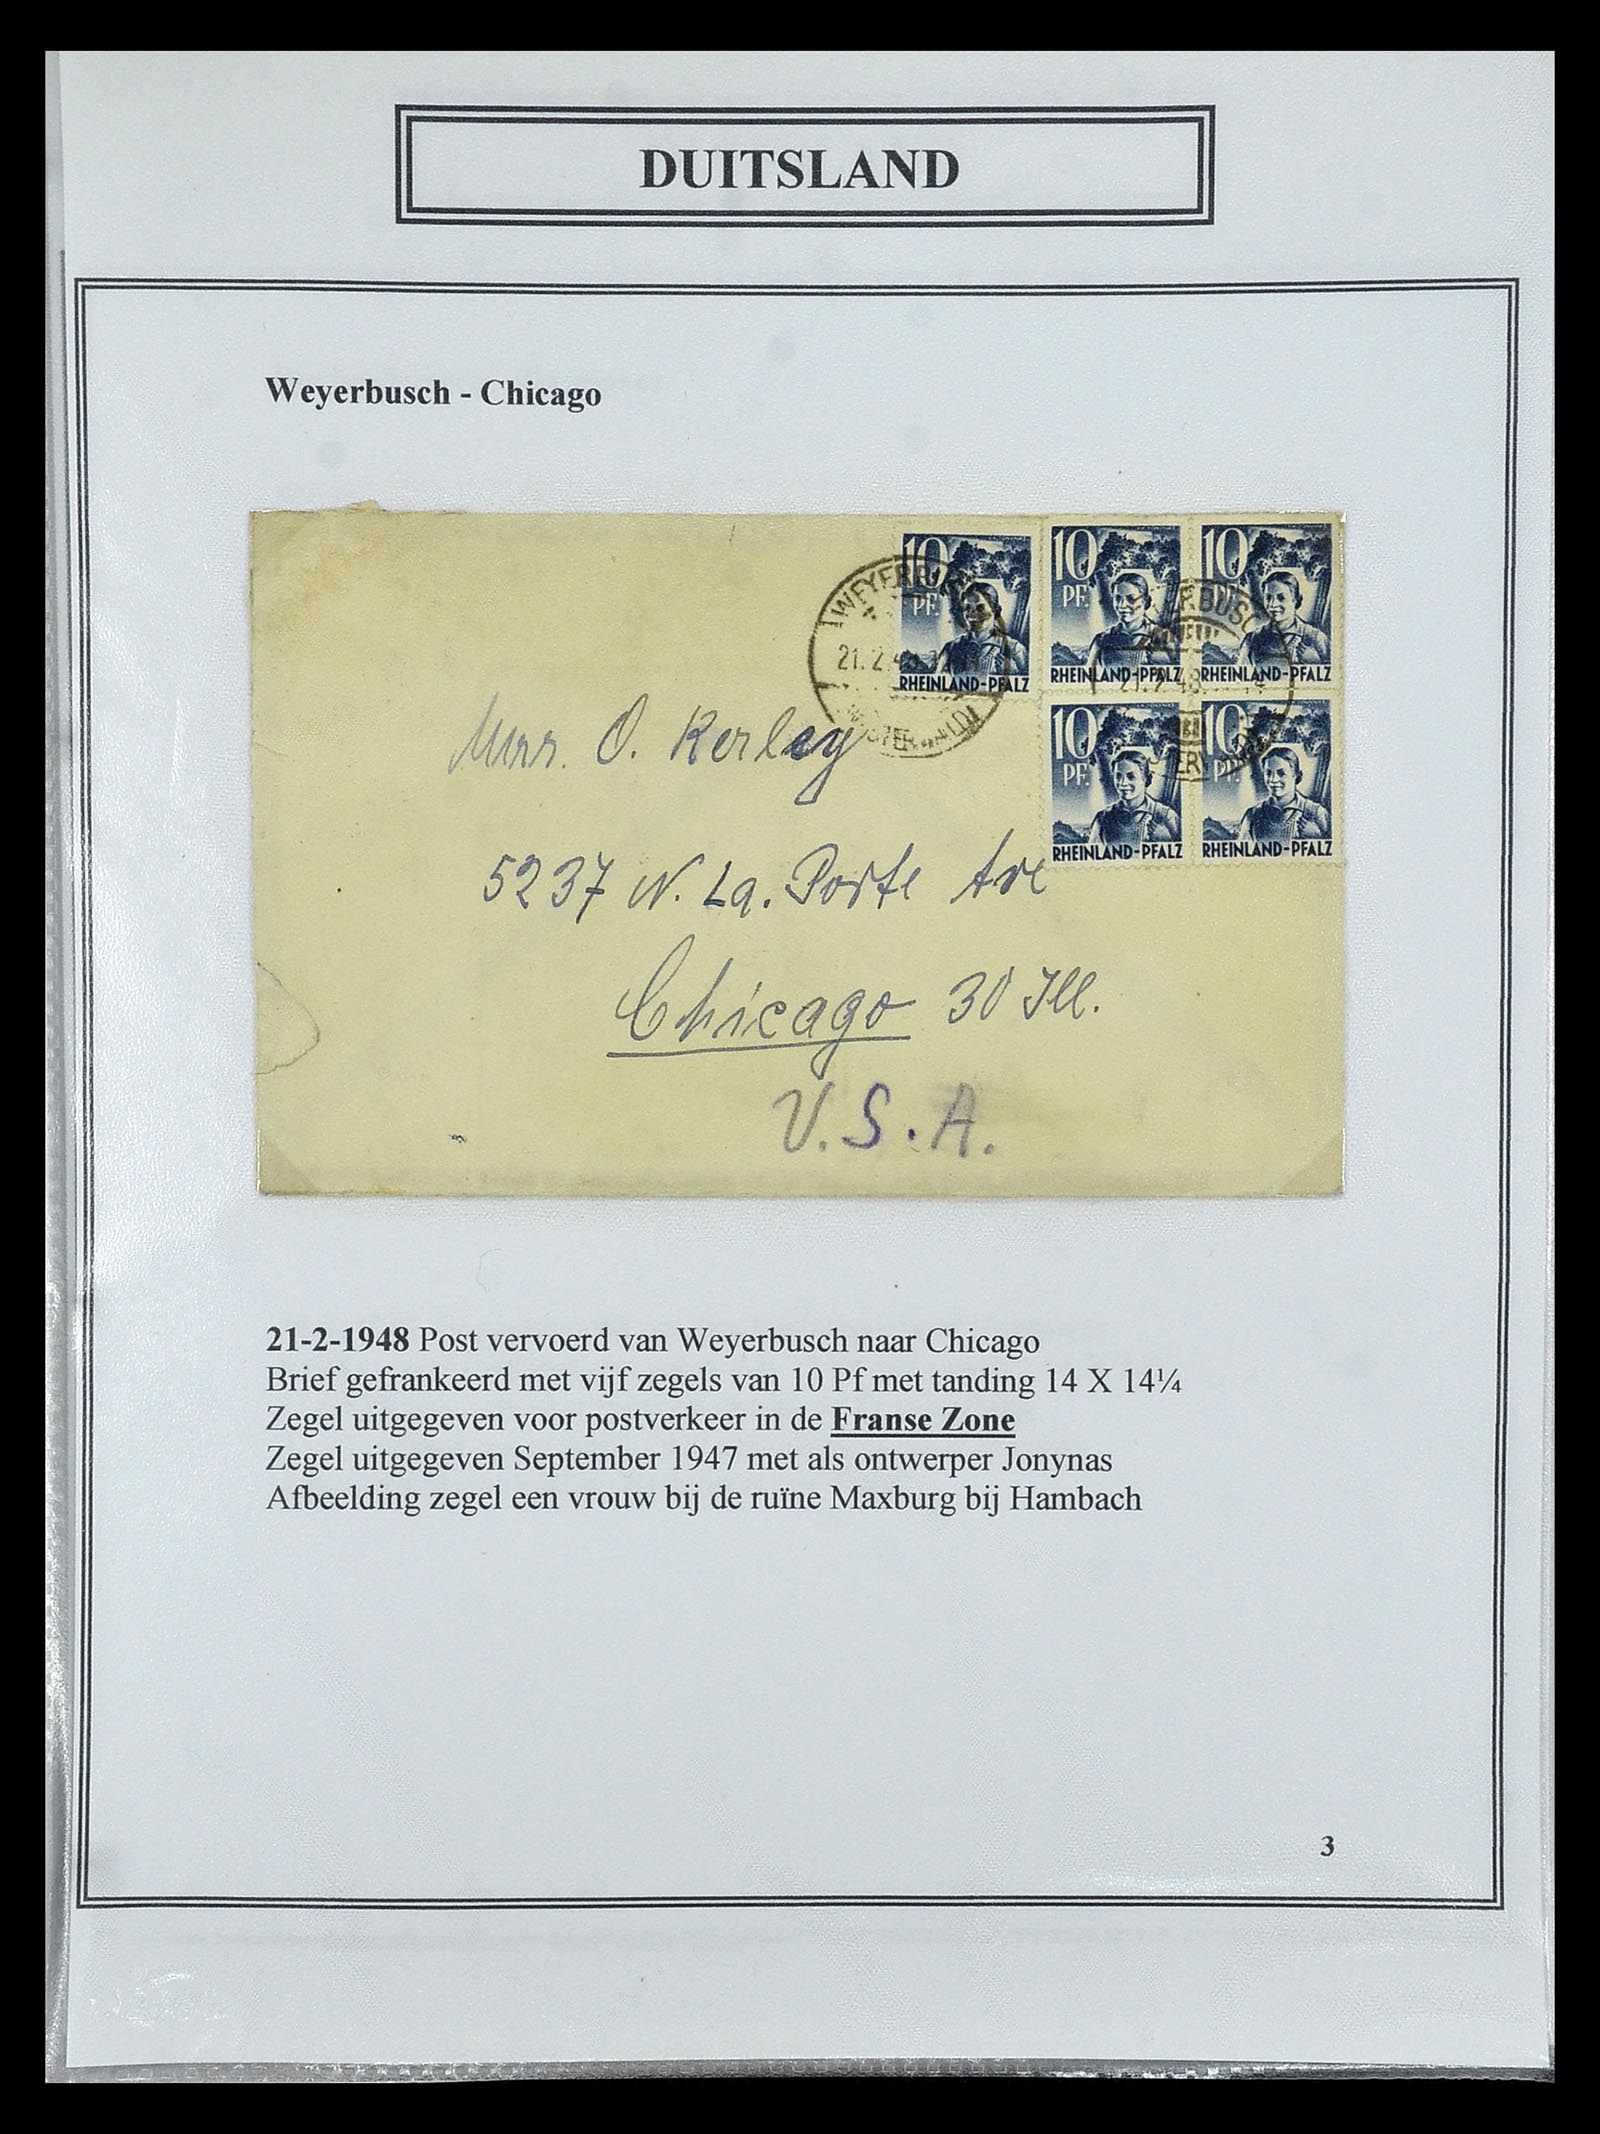 DUITSLAND
Weyerbusch - Chicago
10 PF. RHEINLAND-PFALZ
10 PF. RHEINLAND-PFALZ
10 RHEINLAND-PFALZ
10 PF. RHEINLAND-PFALZ
10 PF. RHEINLAND-PFALZ
WEYERBUSCH
21.2.48
Mrr. O. Kerley
5237 N. La. Porte Ave
Chicago 30 Ill.
U.S.A.
21-2-1948 Post vervoerd van Weyerbusch naar Chicago
Brief gefrankeerd met vijf zegels van 10 Pf met tanding 14 X 14¼
Zegel uitgegeven voor postverkeer in de Franse Zone
Zegel uitgegeven September 1947 met als ontwerper Jonynas
Afbeelding zegel een vrouw bij de ruïne Maxburg bij Hambach
3